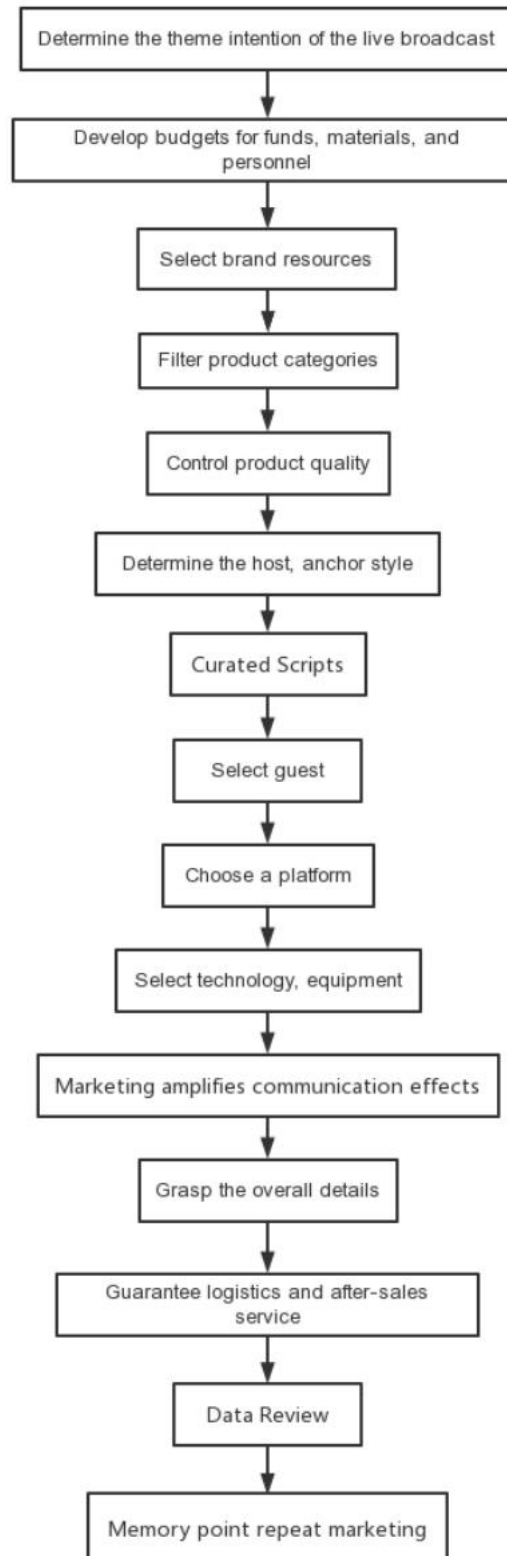 Determine the theme intention of the live broadcast
Develop budgets for funds, materials, and
personnel
Select brand resources
Filter product categories
Control product quality
Determine the host, anchor style
Curated Scripts
Select guest
Choose a platform
Select technology, equipment
Marketing amplifies communication effects
Grasp the overall details
Guarantee logistics and after-sales
service
Data Review
Memory point repeat marketing